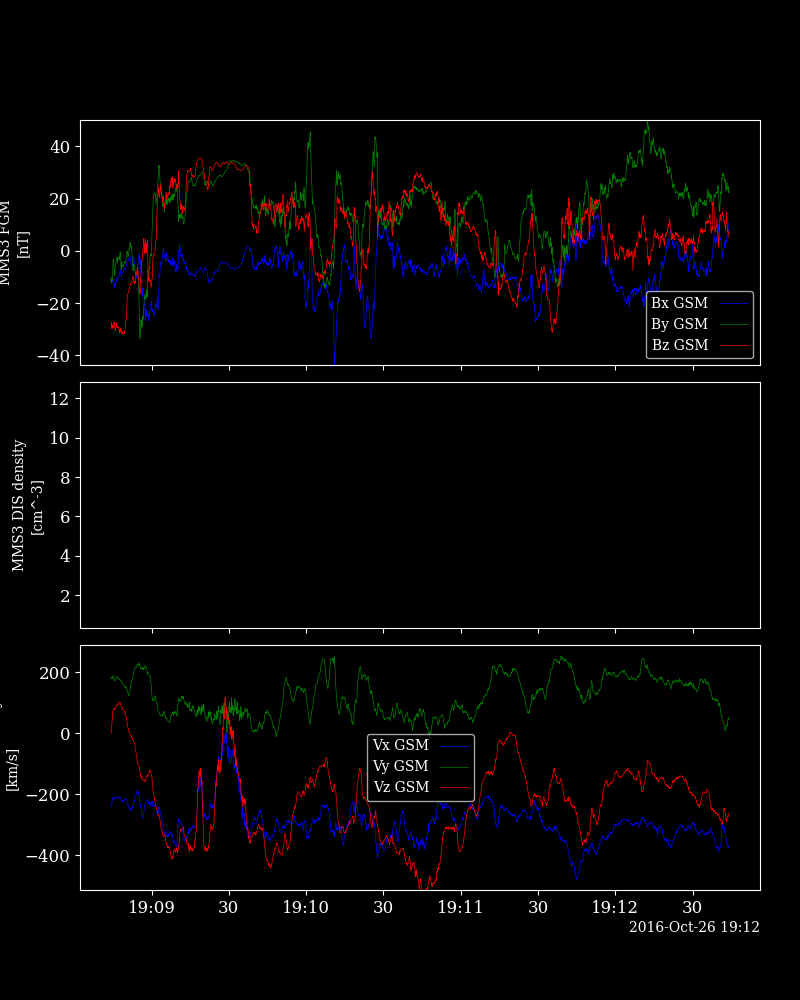 40
20
0
−20
−40
MMS3 FGM
[nT]
Bx GSM
By GSM
Bz GSM
12
10
8
6
4
2
MMS3 DIS density
[cm^-3]
200
0
−200
−400
[km/s]
Vx GSM
Vy GSM
Vz GSM
19:09 30 19:10 30 19:11 30 19:12 30
2016-Oct-26 19:12